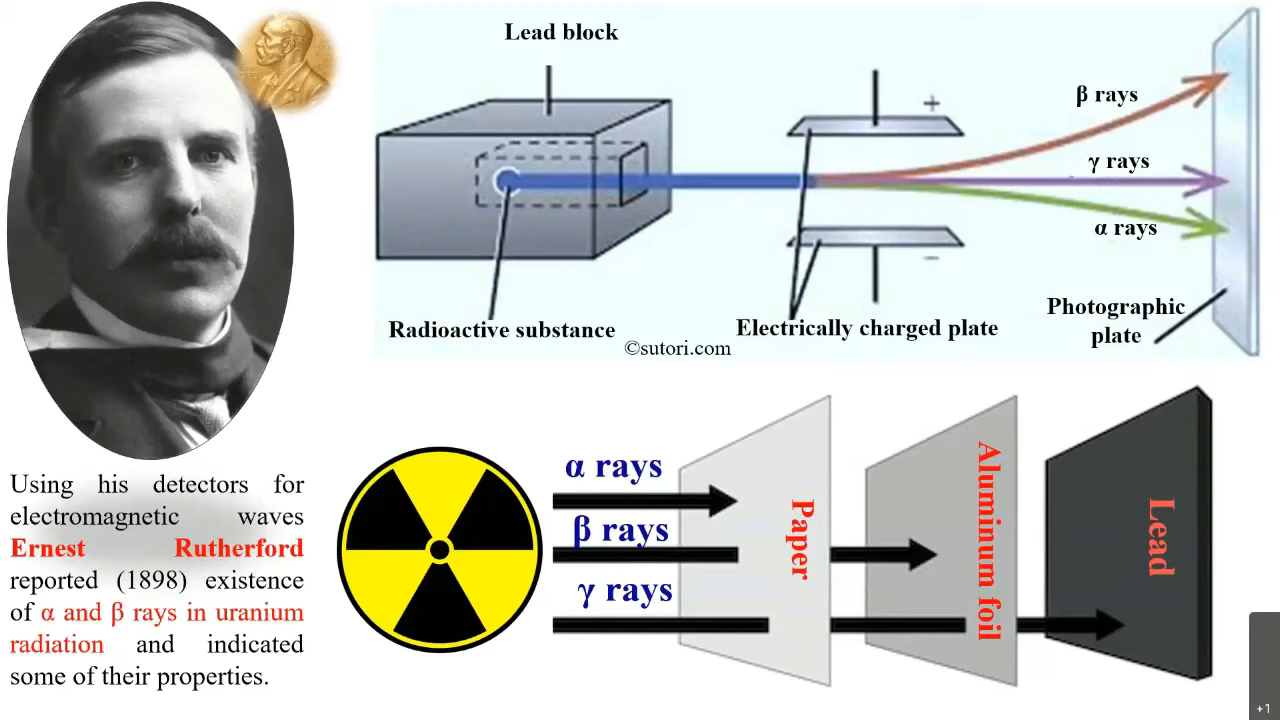 Lead block
+
β rays
γ rays
α rays
−
Radioactive substance
Electrically charged plate
Photographic
plate
©sutori.com
Using his detectors for
electromagnetic waves
Ernest Rutherford
reported (1898) existence
of α and β rays in uranium
radiation and indicated
some of their properties.
α rays
β rays
γ rays
Paper
Aluminum foil
Lead
+1